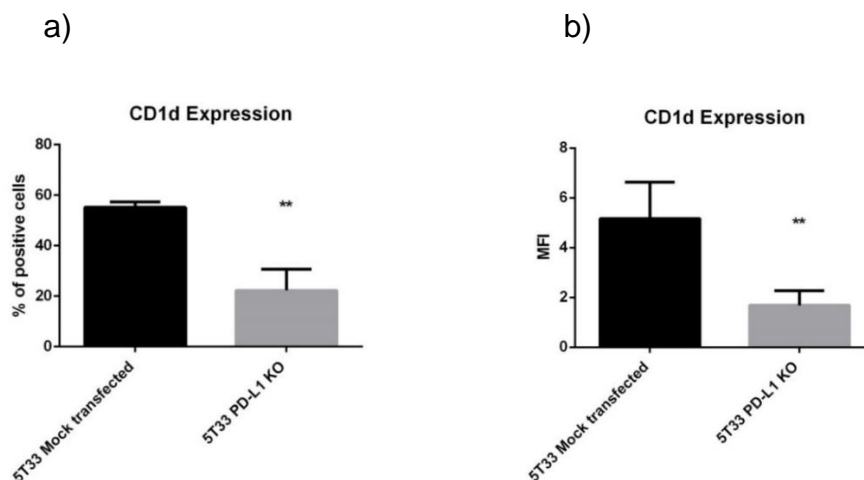 a)
b)
CD1d Expression
% of positive cells
80
60
40
20
0
**
5T33 Mock transfected
5T33 PD-L1 KO
CD1d Expression
MFI
8
6
4
2
0
**
5T33 Mock transfected
5T33 PD-L1 KO